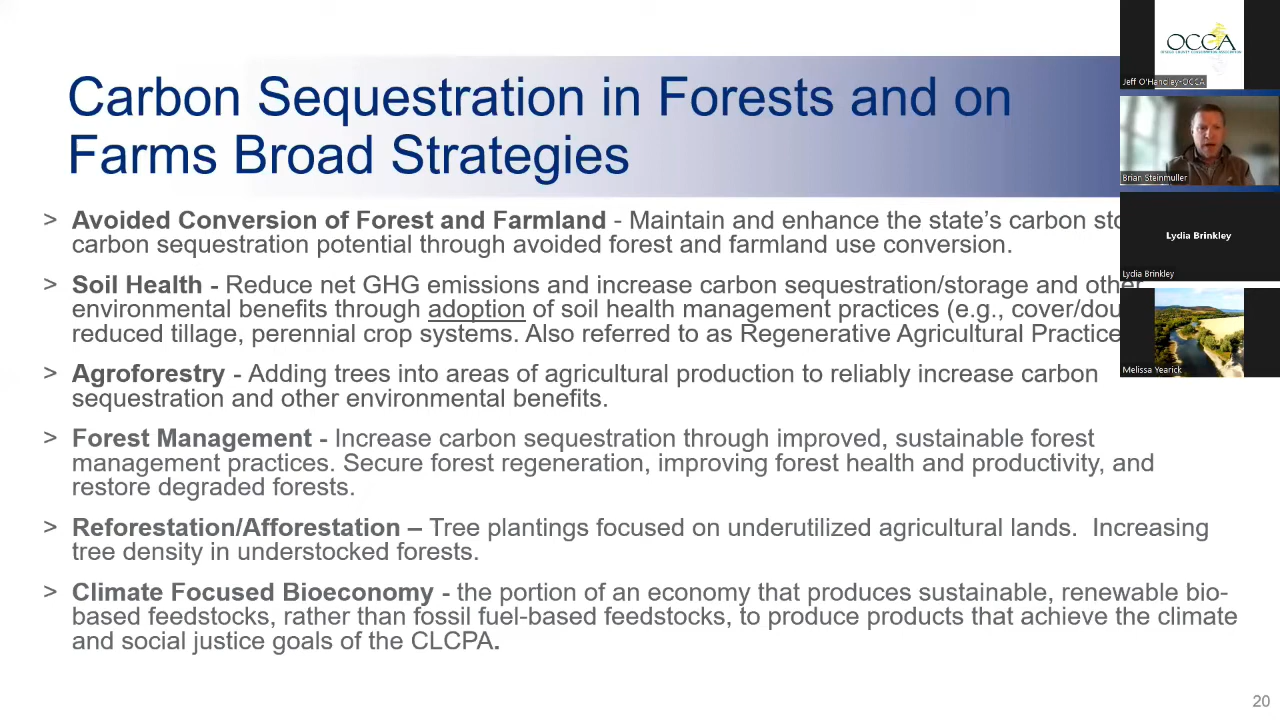 Carbon Sequestration in Forests and on
Farms Broad Strategies
> Avoided Conversion of Forest and Farmland - Maintain and enhance the state's carbon
carbon sequestration potential through avoided forest and farmland use conversion.
> Soil Health - Reduce net GHG emissions and increase carbon sequestration/storage and other
environmental benefits through adoption of soil health management practices (e.g.,
reduced tillage, perennial crop systems. Also referred to as Regenerative Agricultural
> Agroforestry - Adding trees into areas of agricultural production to reliably increase carbon
sequestration and other environmental benefits.
> Forest Management - Increase carbon sequestration through improved, sustainable forest
management practices. Secure forest regeneration, improving forest health and productivity, and
restore degraded forests.
> Reforestation/Afforestation – Tree plantings focused on underutilized agricultural lands. Increasing
tree density in understocked forests.
> Climate Focused Bioeconomy - the portion of an economy that produces sustainable, renewable bio-
based feedstocks, rather than fossil fuel-based feedstocks, to produce products that achieve the climate
and social justice goals of the CLCPA.
20
OCCA
Jeff O'Handley-OCCA
Brian Steinmuller
Lydia Brinkley
Lydia Brinkley
Melissa Yearick